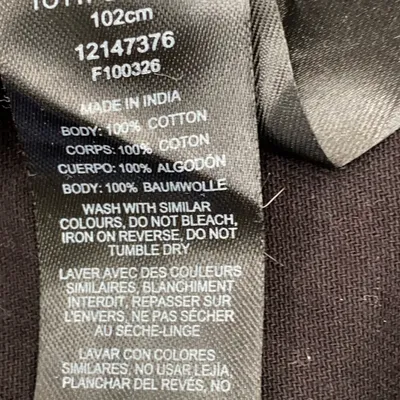 102cm
12147376
F100326
MADE IN INDIA
BODY: 100% COTTON
CORPS: 100% COTON
CUERPO: 100% ALGODÓN
BODY: 100% BAUMWOLLE
WASH WITH SIMILAR
COLOURS, DO NOT BLEACH,
IRON ON REVERSE, DO NOT
TUMBLE DRY
LAVER AVEC DES COULEURS
SIMILAIRES, BLANCHIMENT
INTERDIT, REPASSER SUR
L'ENVERS, NE PAS SÉCHER
AU SÈCHE-LINGE
LAVAR CON COLORES
SIMILARES, NO USAR LEJÍA,
PLANCHAR DEL REVÉS, NO